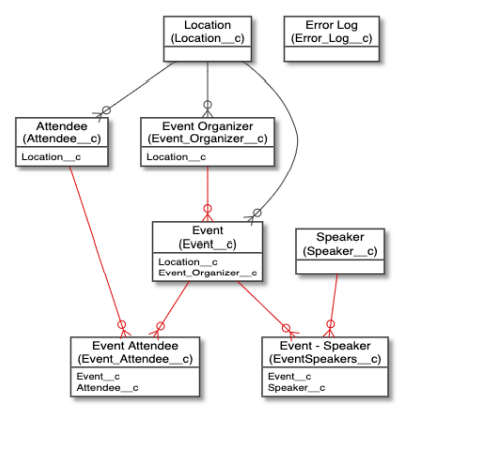 Location
(Location__c)
Error Log
(Error_Log__c)
Attendee
(Attendee__c)
Location__c
Event Organizer
(Event_Organizer__c)
Location__c
Event
(Event__c)
Location__c
Event_Organizer__c
Speaker
(Speaker__c)
Event Attendee
(Event_Attendee__c)
Event__c
Attendee__c
Event - Speaker
(EventSpeakers__c)
Event__c
Speaker__c